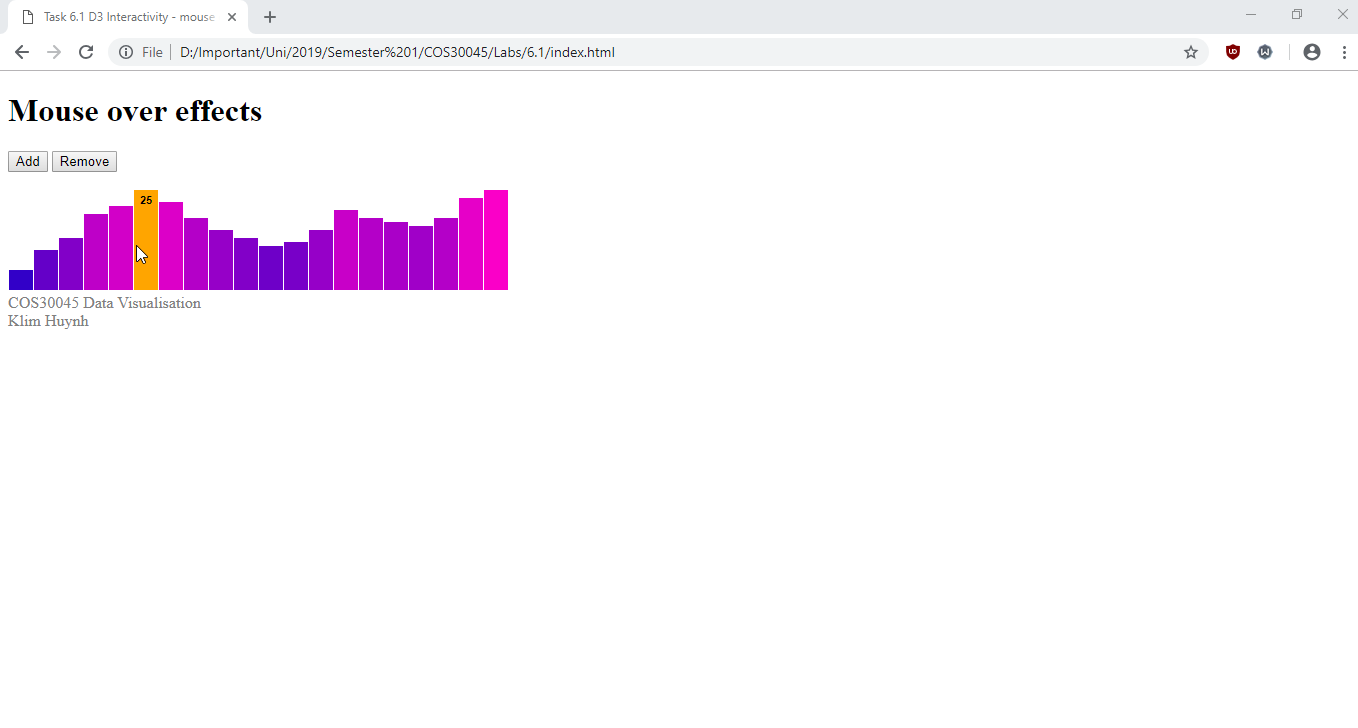 Task 6.1 D3 Interactivity - mouse
File D:/Important/Uni/2019/Semester%201/COS30045/Labs/6.1/index.html
Mouse over effects
Add Remove
25
COS30045 Data Visualisation
Klim Huynh